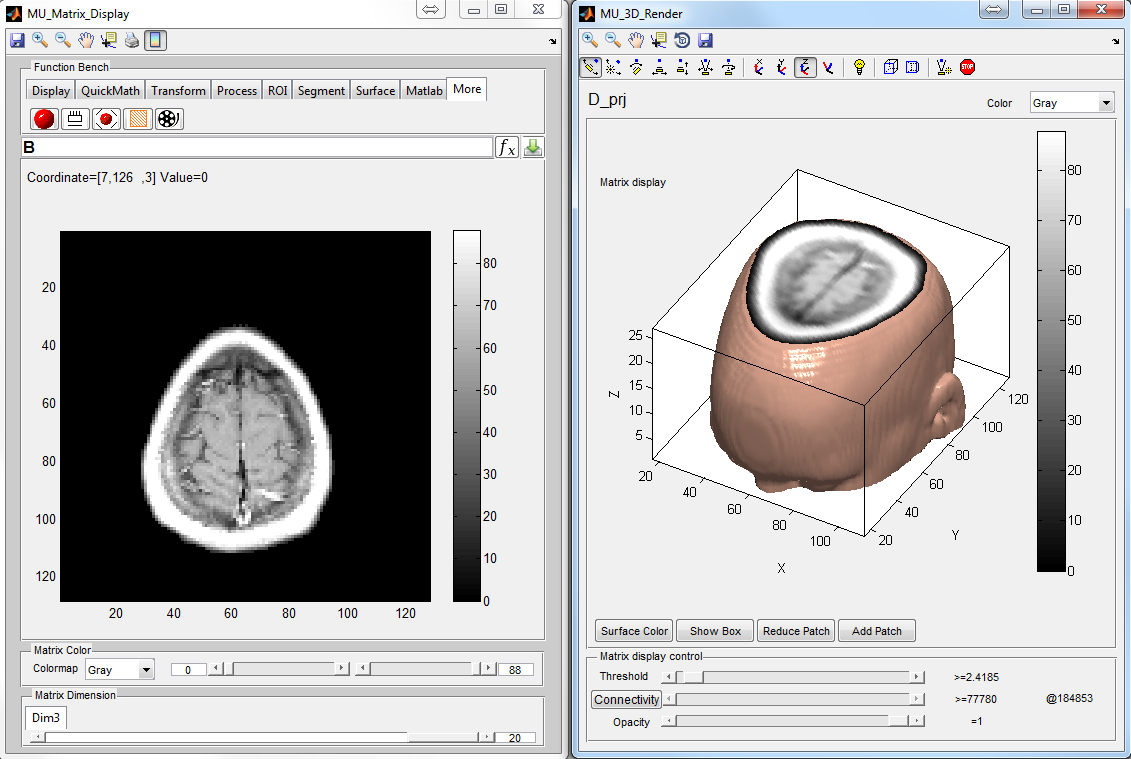 MU_Matrix_Display
Function Bench
Display QuickMath Transform Process ROI Segment Surface Matlab More
B
fx
Coordinate=[7,126 ,3] Value=0
20
40
60
80
100
120
20 40 60 80 100 120
80
70
60
50
40
30
20
10
0
Matrix Color
Colormap Gray 0 88
Matrix Dimension
Dim3
20
MU_3D_Render
D_prj
Color Gray
Matrix display
25
20
15
10
5
Z
20
40
60
80
100
X
20
40
60
80
100
120
Y
80
70
60
50
40
30
20
10
0
Surface Color Show Box Reduce Patch Add Patch
Matrix display control
Threshold >=2.4185
Connectivity >=77780 @184853
Opacity =1